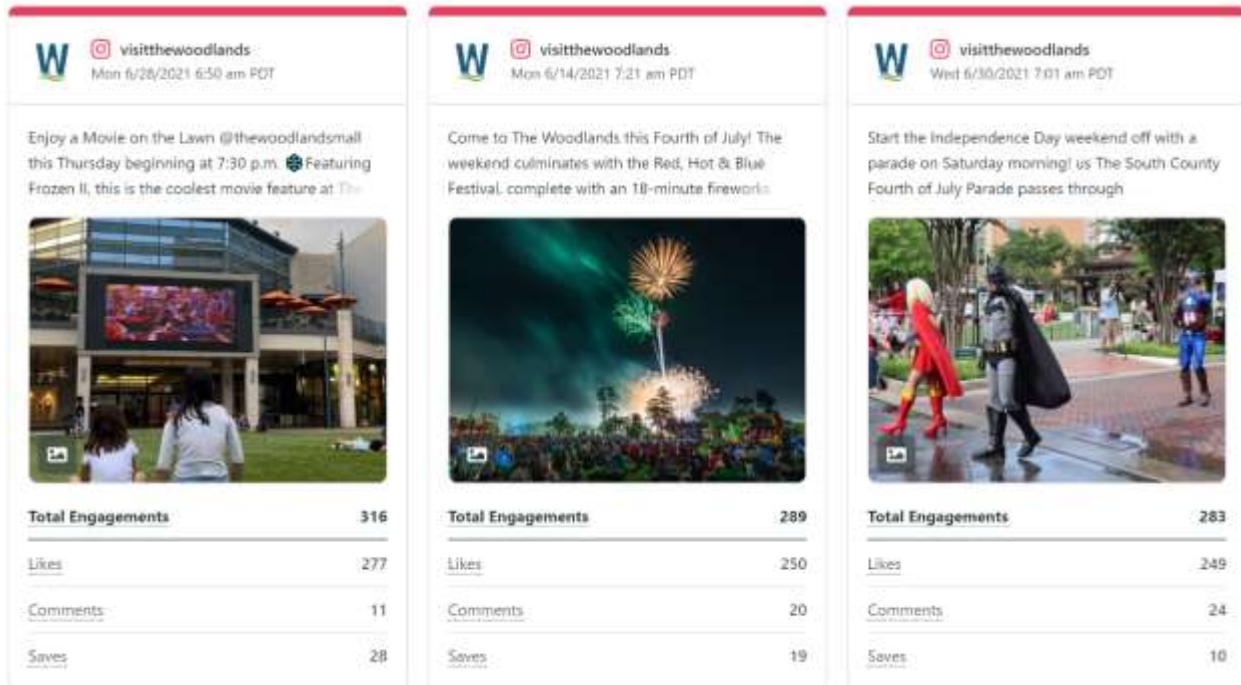 W
visitthewoodlands
Mon 6/28/2021 6:50 am PDT
Enjoy a Movie on the Lawn @thewoodlandsmall
this Thursday beginning at 7:30 p.m. Featuring
Frozen II, this is the coolest movie feature at The
Total Engagements 316
Likes 277
Comments 11
Saves 28
W
visitthewoodlands
Mon 6/14/2021 7:21 am PDT
Come to The Woodlands this Fourth of July! The
weekend culminates with the Red, Hot & Blue
Festival, complete with an 18-minute fireworks
Total Engagements 289
Likes 250
Comments 20
Saves 19
W
visitthewoodlands
Wed 6/30/2021 7:01 am PDT
Start the Independence Day weekend off with a
parade on Saturday morning! us The South County
Fourth of July Parade passes through
Total Engagements 283
Likes 249
Comments 24
Saves 10